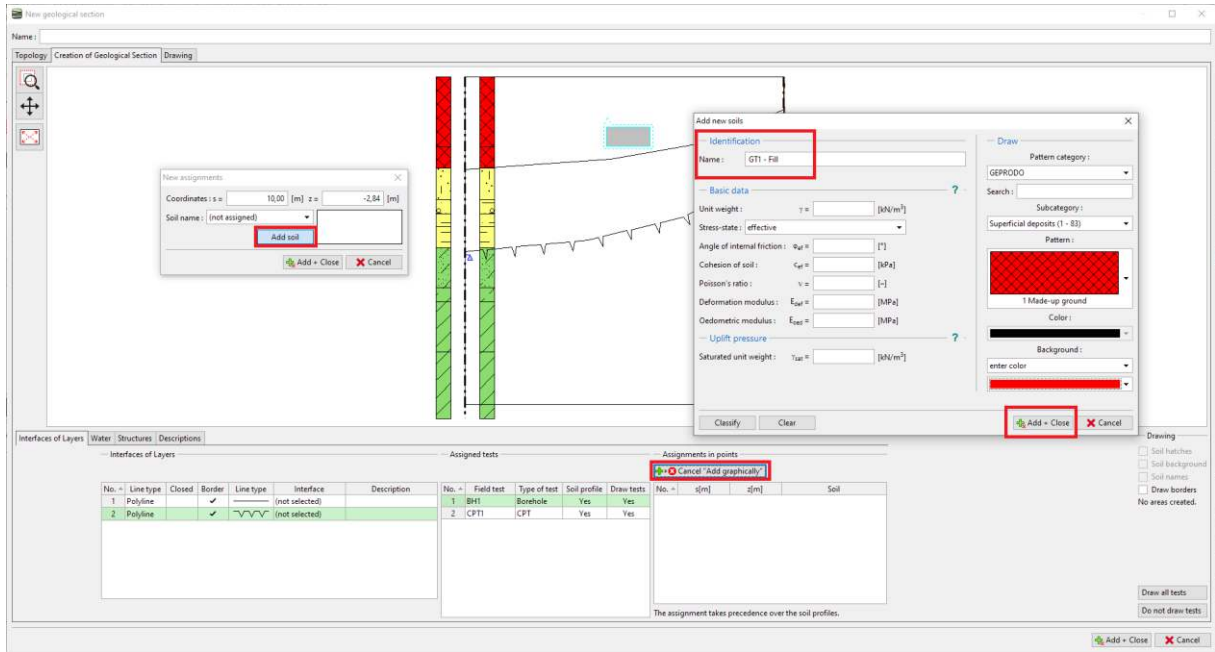 New geological section
Name :
Topology Creation of Geological Section Drawing
New assignments
Coordinates : s = 10,00 [m] z = -2,84 [m]
Soil name : (not assigned)
Add soil
Add + Close Cancel
Add new soils
Identification
Name : GT1 - Fill
Basic data ?
Unit weight : γ = [kN/m³]
Stress-state : effective
Angle of internal friction : φef = [°]
Cohesion of soil : cef = [kPa]
Poisson's ratio : ν = [–]
Deformation modulus : Edef = [MPa]
Oedometric modulus : Eoed = [MPa]
Uplift pressure ?
Saturated unit weight : γsat = [kN/m³]
Classify Clear
Draw
Pattern category :
GEPRODO
Search :
Subcategory :
Superficial deposits (1 - 83)
Pattern :
1 Made-up ground
Color :
Background :
enter color
Add + Close Cancel
Interfaces of Layers Water Structures Descriptions
Interfaces of Layers
No. Line type Closed Border Line type Interface Description
1 Polyline (not selected)
2 Polyline (not selected)
Assigned tests
No. Field test Type of test Soil profile Draw tests
1 BH1 Borehole Yes Yes
2 CPT1 CPT Yes Yes
Assignments in points
Cancel "Add graphically"
No. s[m] z[m] Soil
The assignment takes precedence over the soil profiles.
Drawing
Soil hatches
Soil background
Soil names
Draw borders
No areas created.
Draw all tests
Do not draw tests
Add + Close Cancel